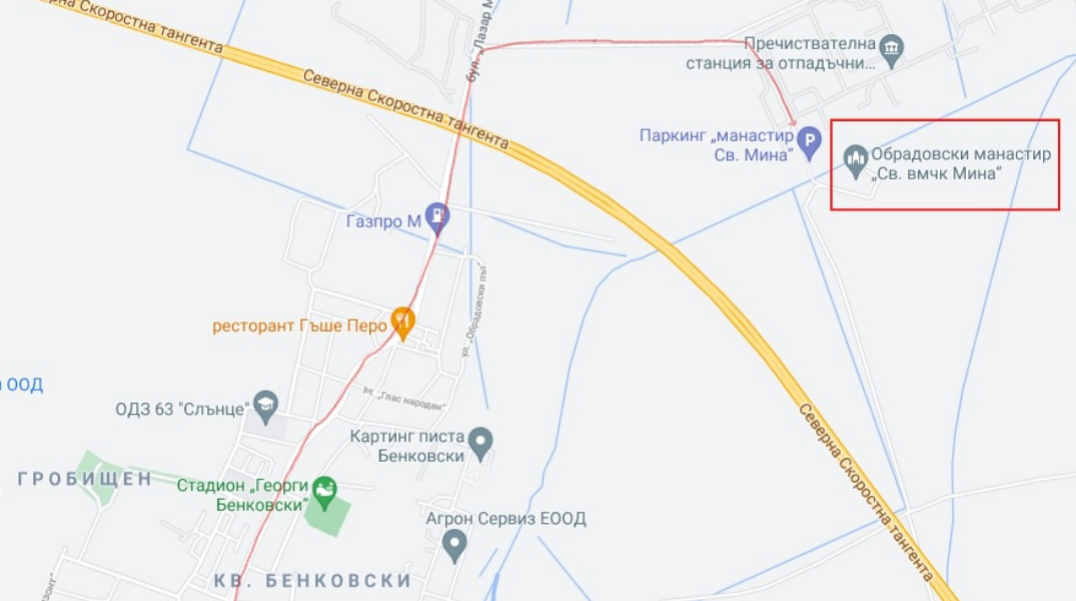 на Скоростна тангента
Северна Скоростна тангента
бул. „Лазар М
Пречиствателна
станция за отпадъчни...
Паркинг „манастир
Св. Мина“
Обрадовски манастир
„Св. вмчк Мина“
Газпро М
ресторант Гъше Перо
ул. „Обрадовски път“
ООД
ул. „Глас народен“
ОДЗ 63 "Слънце"
Картинг писта
Бенковски
Северна Скоростна тангента
ГРОБИЩЕН
Стадион „Георги
Бенковски“
Агрон Сервиз ЕООД
КВ. БЕНКОВСКИ